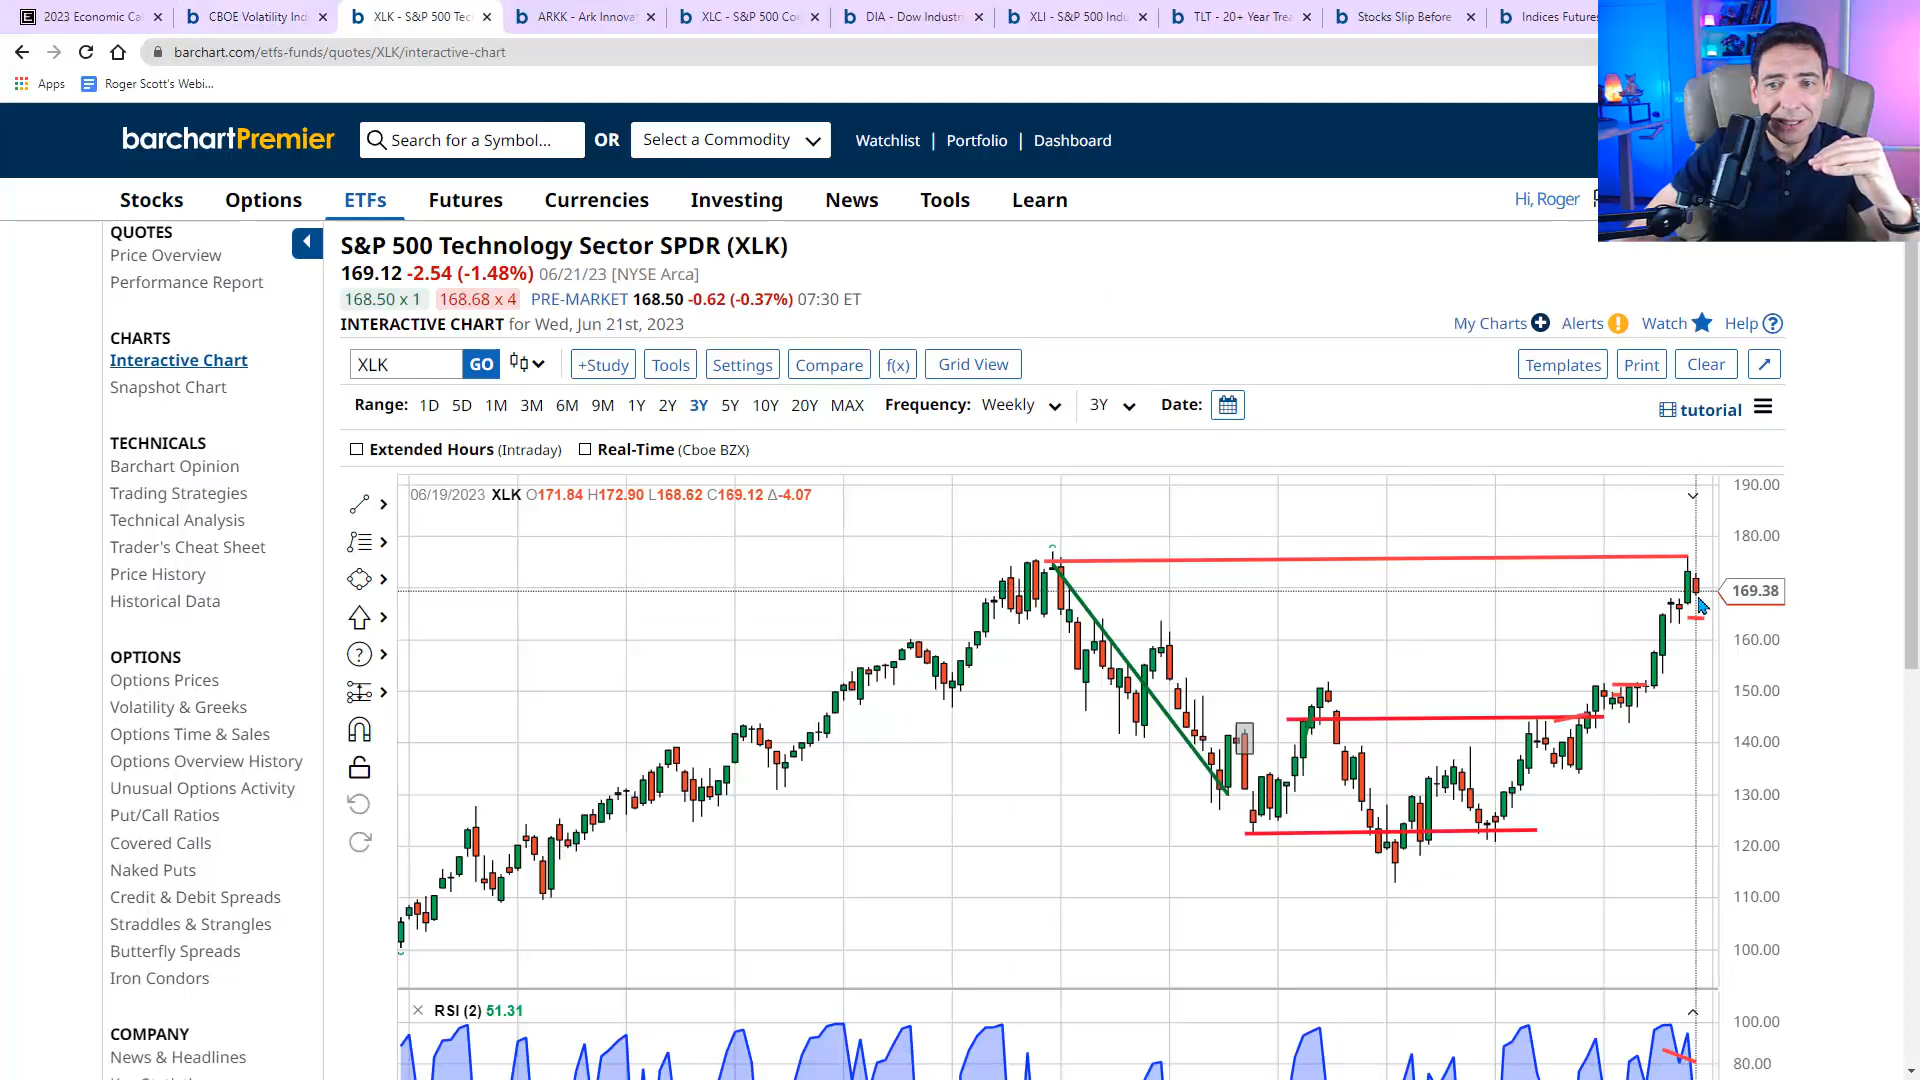 2023 Economic Cal
CBOE Volatility Ind
XLK - S&P 500 Tec
ARKK - Ark Innova
XLC - S&P 500 Co
DIA - Dow Industri
XLI - S&P 500 Indu
TLT - 20+ Year Trea
Stocks Slip Before
Indices Futures
barchart.com/etfs-funds/quotes/XLK/interactive-chart
Apps
Roger Scott's Webi...
barchartPremier
Search for a Symbol...
OR
Select a Commodity
Watchlist | Portfolio | Dashboard
Stocks
Options
ETFs
Futures
Currencies
Investing
News
Tools
Learn
Hi, Roger
QUOTES
Price Overview
Performance Report
CHARTS
Interactive Chart
Snapshot Chart
TECHNICALS
Barchart Opinion
Trading Strategies
Technical Analysis
Trader's Cheat Sheet
Price History
Historical Data
OPTIONS
Options Prices
Volatility & Greeks
Options Time & Sales
Options Overview History
Unusual Options Activity
Put/Call Ratios
Covered Calls
Naked Puts
Credit & Debit Spreads
Straddles & Strangles
Butterfly Spreads
Iron Condors
COMPANY
News & Headlines
S&P 500 Technology Sector SPDR (XLK)
169.12 -2.54 (-1.48%) 06/21/23 [NYSE Arca]
168.50 x 1 168.68 x 4 PRE-MARKET 168.50 -0.62 (-0.37%) 07:30 ET
INTERACTIVE CHART for Wed, Jun 21st, 2023
My Charts
Alerts
Watch
Help
XLK
GO
+Study
Tools
Settings
Compare
f(x)
Grid View
Templates
Print
Clear
Range: 1D 5D 1M 3M 6M 9M 1Y 2Y 3Y 5Y 10Y 20Y MAX
Frequency: Weekly
3Y
Date:
tutorial
Extended Hours (Intraday)
Real-Time (Cboe BZX)
06/19/2023 XLK O171.84 H172.90 L168.62 C169.12 Δ-4.07
190.00
180.00
169.38
160.00
150.00
140.00
130.00
120.00
110.00
100.00
RSI (2) 51.31
100.00
80.00